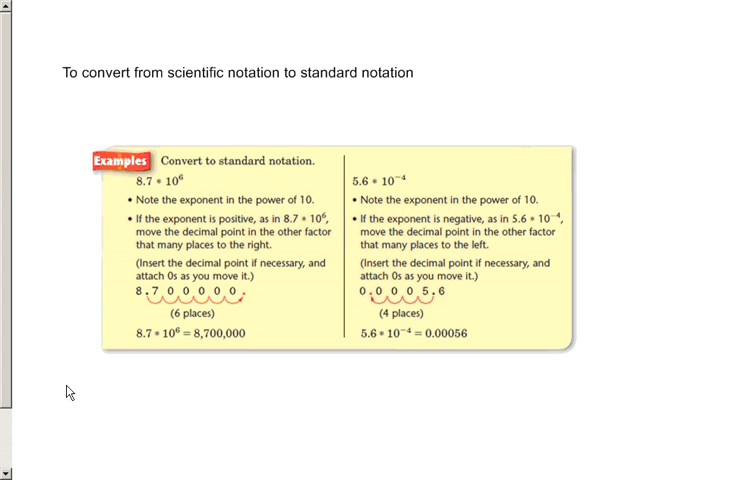 To convert from scientific notation to standard notation
Examples Convert to standard notation.
8.7 * 10⁶
• Note the exponent in the power of 10.
• If the exponent is positive, as in 8.7 * 10⁶,
move the decimal point in the other factor
that many places to the right.
(Insert the decimal point if necessary, and
attach 0s as you move it.)
8.7 0 0 0 0 0.
(6 places)
8.7 * 10⁶ = 8,700,000
5.6 * 10⁻⁴
• Note the exponent in the power of 10.
• If the exponent is negative, as in 5.6 * 10⁻⁴,
move the decimal point in the other factor
that many places to the left.
(Insert the decimal point if necessary, and
attach 0s as you move it.)
0.0 0 0 5.6
(4 places)
5.6 * 10⁻⁴ = 0.00056